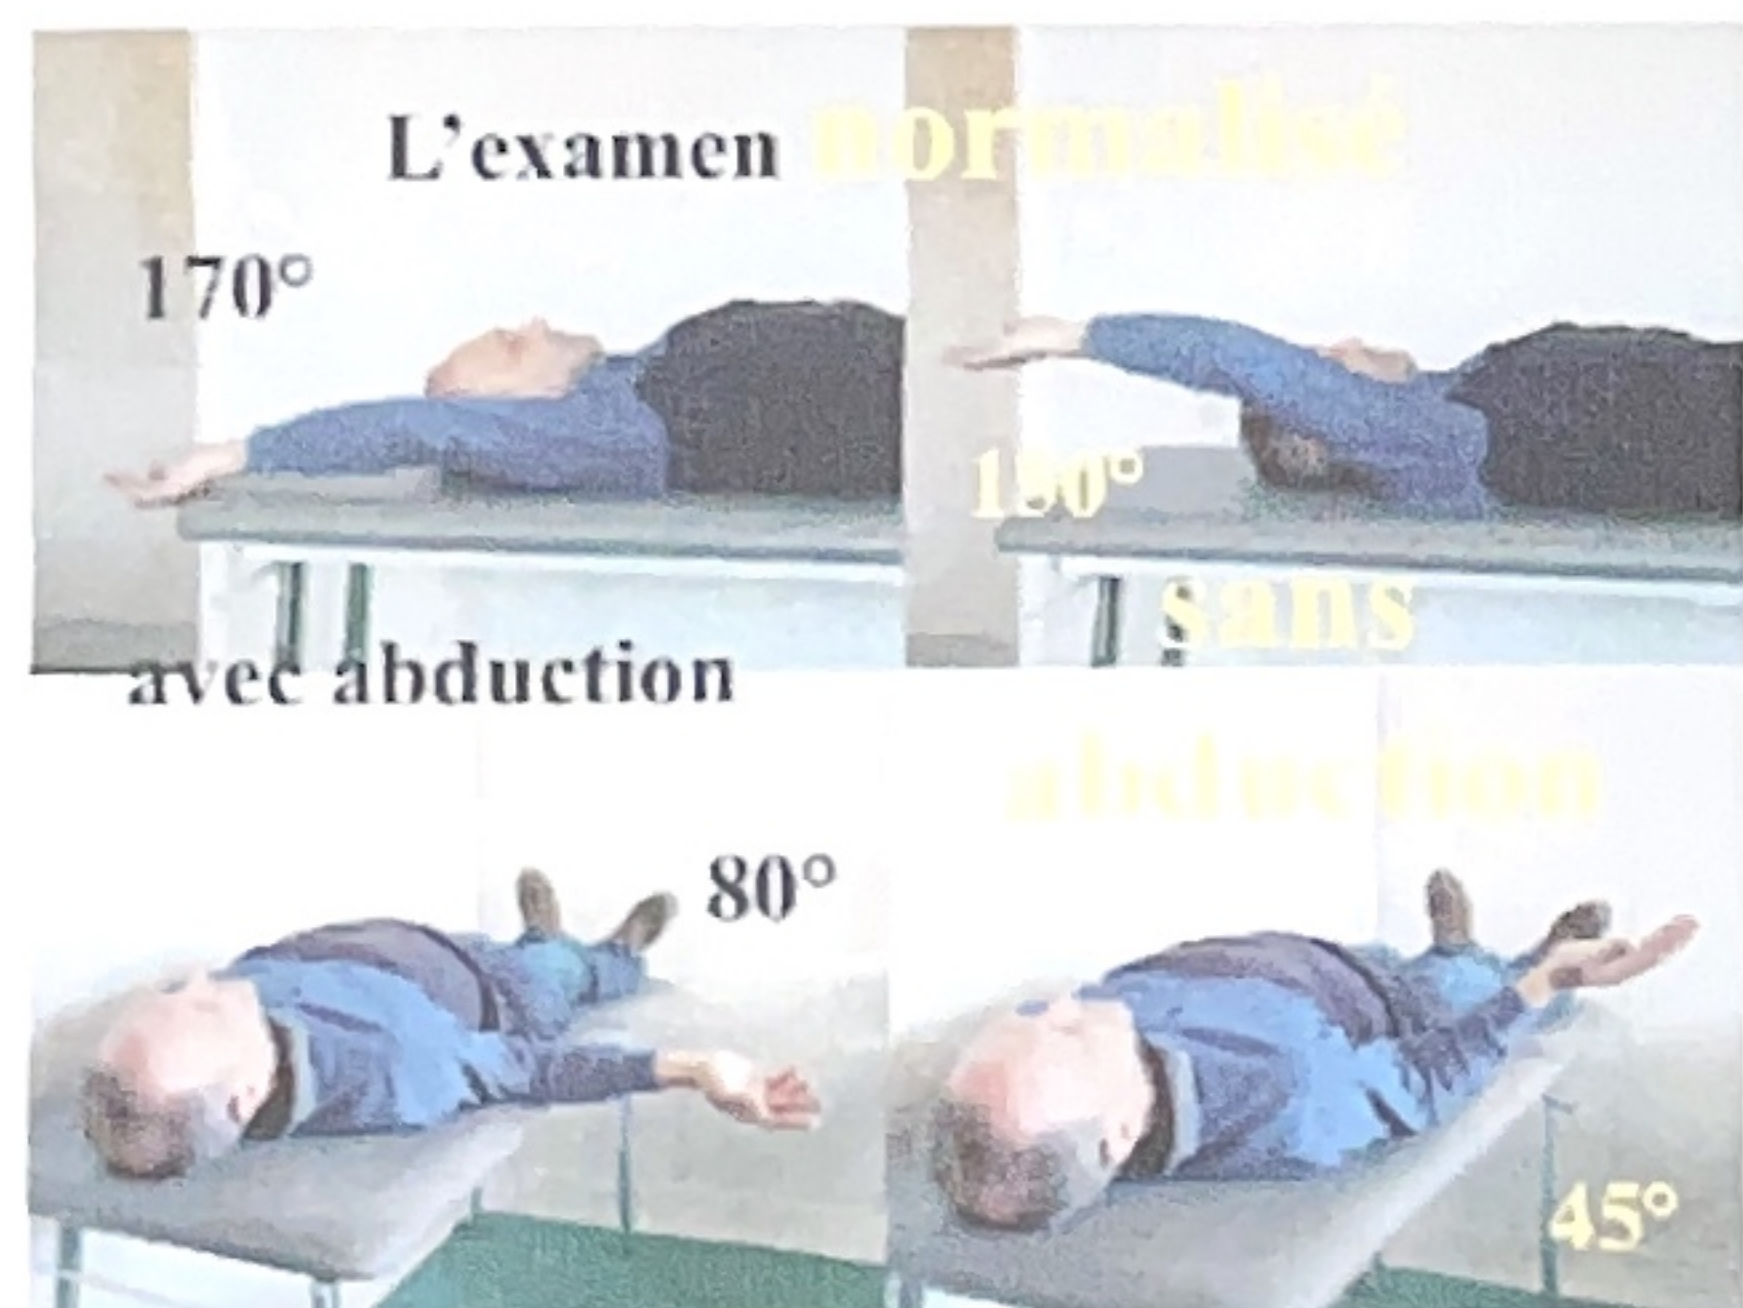 L'examen normalisé
170°
sans
avec abduction
abduction
80°
45°